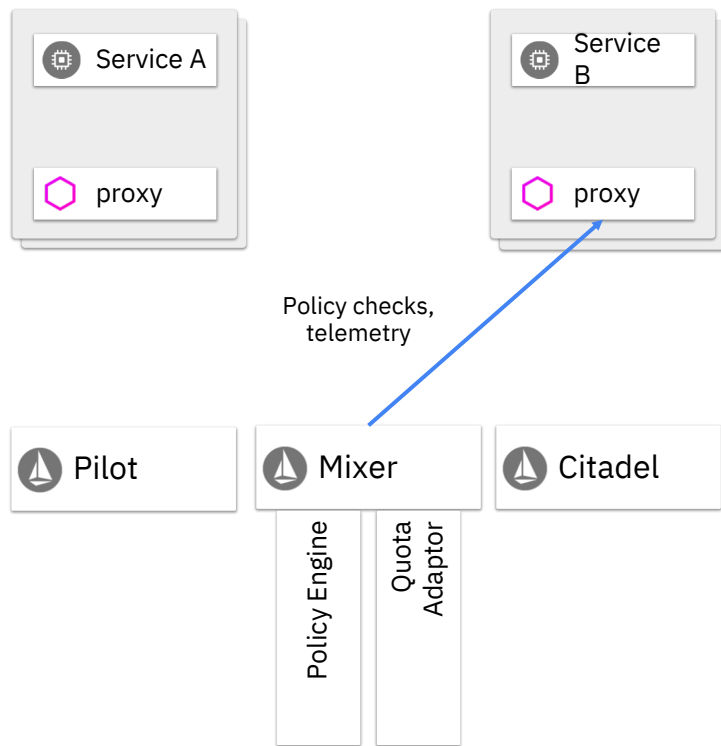 Service A
Service
B
proxy
proxy
Policy checks,
telemetry
Pilot
Mixer
Citadel
Policy Engine
Quota
Adaptor